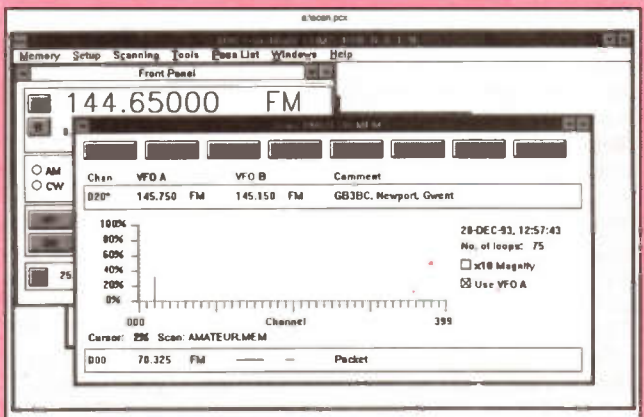 Memory Setup Scanning Tools Pass List Windows Help
Front Panel
144.65000 FM
AM
CW
25.
Chan VFO A VFO B Comment
020* 145.750 FM 145.150 FM GB3BC, Newport, Gwent
100%
80%
60%
40%
20%
0%
28-DEC-93, 12:57:43
No. of loops: 75
x10 Magnify
Use VFO A
000 Channel 399
Cursor: 2% Scan: AMATEUR.MEM
000 70.325 FM Packet